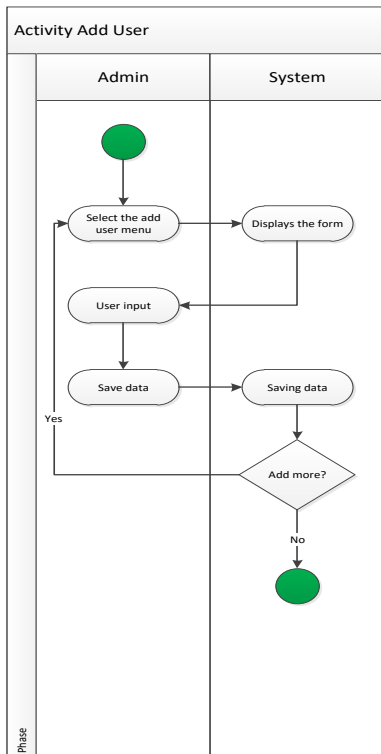 Activity Add User
Admin
System
Select the add
user menu
Displays the form
User input
Save data
Saving data
Yes
Add more?
No
Phase